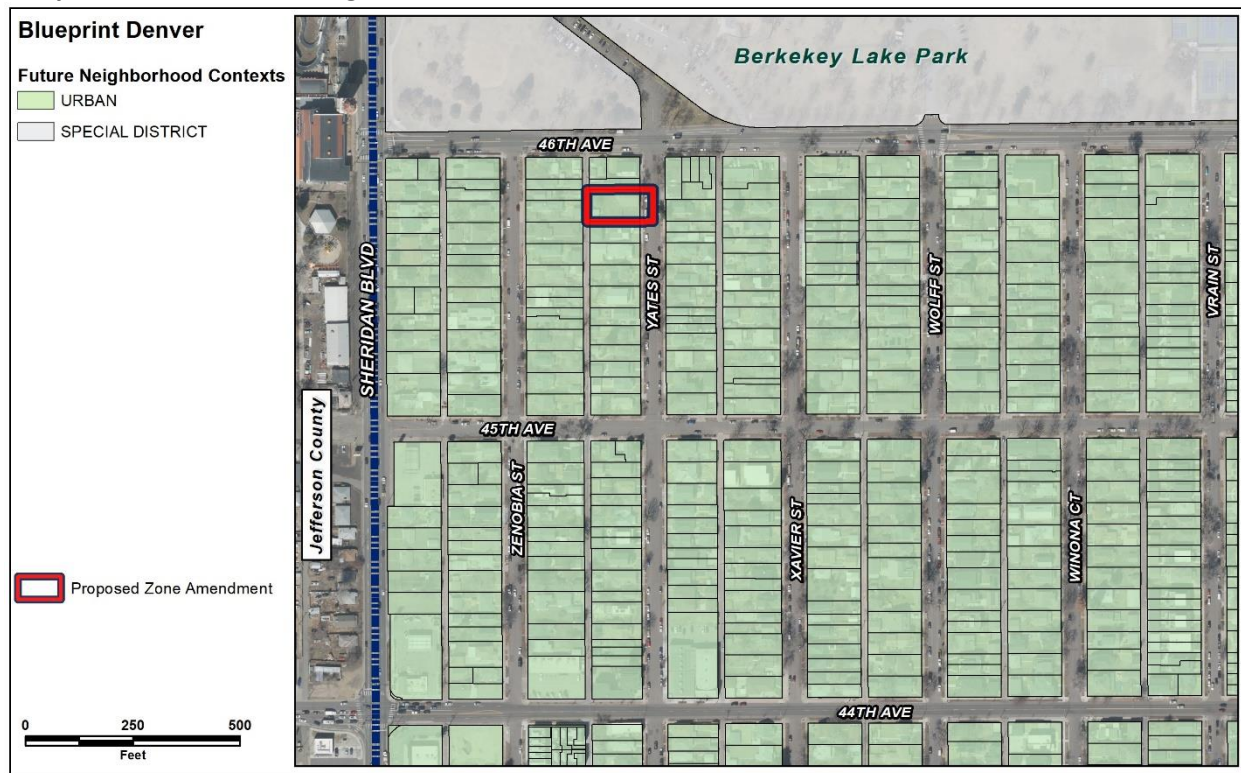 Blueprint Denver
Future Neighborhood Contexts
URBAN
SPECIAL DISTRICT
Proposed Zone Amendment
0 250 500
Feet
Berkekey Lake Park
46TH AVE
SHERIDAN BLVD
YATES ST
WOLFF ST
VRAIN ST
45TH AVE
Jefferson County
ZENOBIA ST
XAVIER ST
WINONA CT
44TH AVE